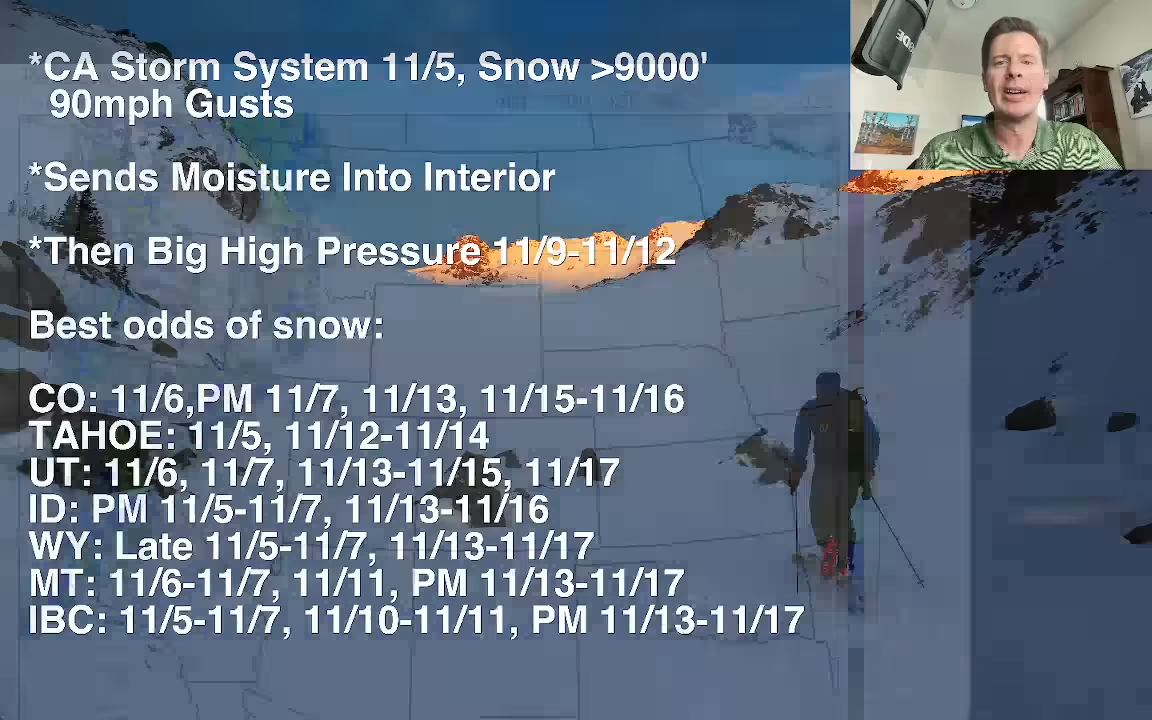 *CA Storm System 11/5, Snow >9000'
90mph Gusts
*Sends Moisture Into Interior
*Then Big High Pressure 11/9-11/12
Best odds of snow:
CO: 11/6,PM 11/7, 11/13, 11/15-11/16
TAHOE: 11/5, 11/12-11/14
UT: 11/6, 11/7, 11/13-11/15, 11/17
ID: PM 11/5-11/7, 11/13-11/16
WY: Late 11/5-11/7, 11/13-11/17
MT: 11/6-11/7, 11/11, PM 11/13-11/17
IBC: 11/5-11/7, 11/10-11/11, PM 11/13-11/17